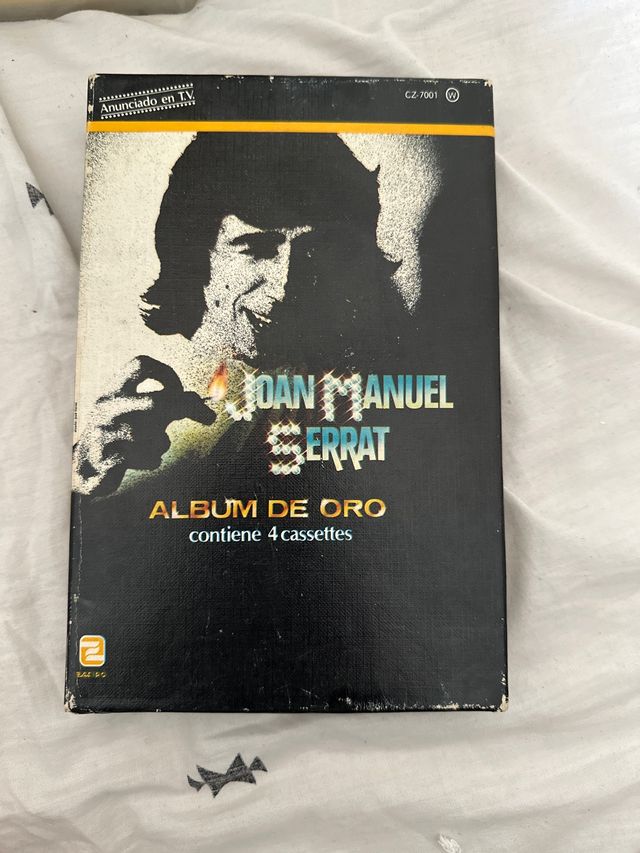 Anunciado en T.V.
CZ-7001 W
JOAN MANUEL
SERRAT
ALBUM DE ORO
contiene 4 cassettes